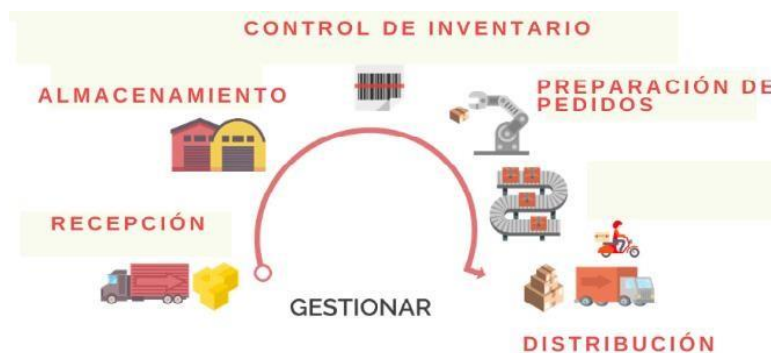 CONTROL DE INVENTARIO
ALMACENAMIENTO
PREPARACIÓN DE
PEDIDOS
RECEPCIÓN
GESTIONAR
DISTRIBUCIÓN